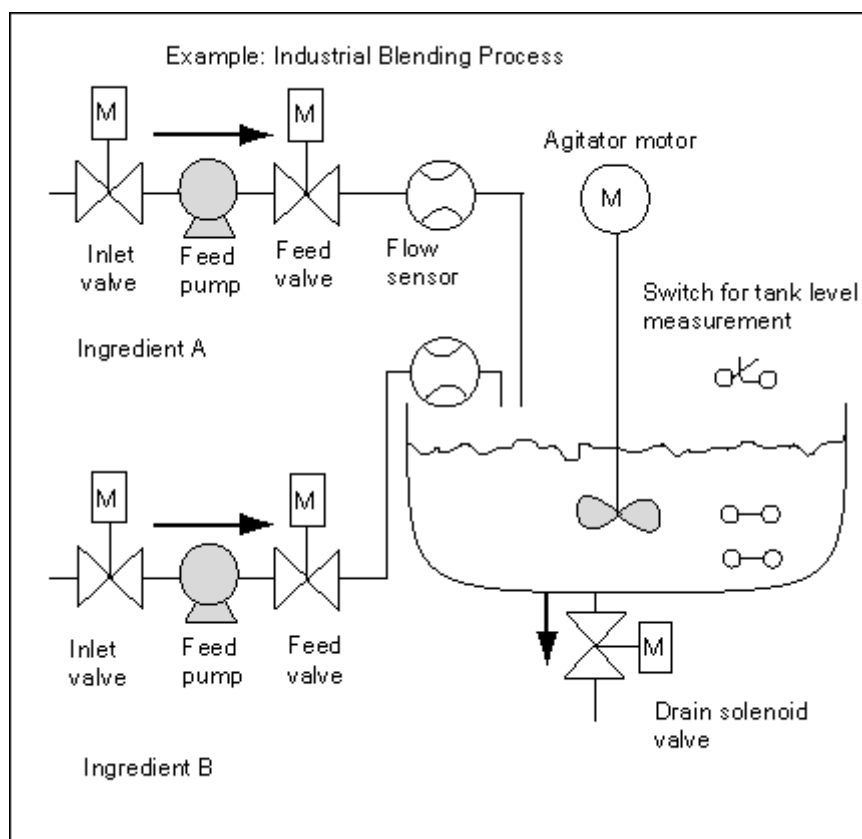 Example: Industrial Blending Process
M
M
Agitator motor
M
Inlet
valve
Feed
pump
Feed
valve
Flow
sensor
Switch for tank level
measurement
Ingredient A
M
M
Inlet
valve
Feed
pump
Feed
valve
M
Drain solenoid
valve
Ingredient B